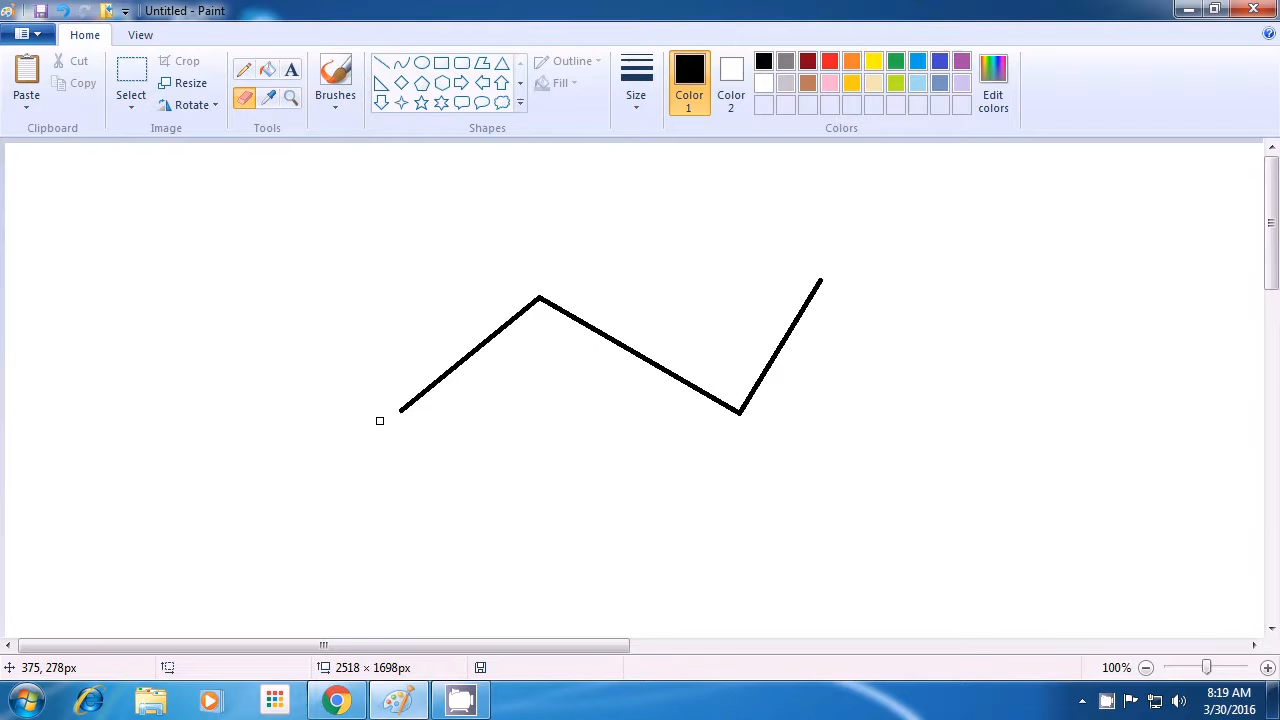 Untitled - Paint
Home
View
Paste
Cut
Copy
Clipboard
Select
Crop
Resize
Rotate
Image
A
Tools
Brushes
Shapes
Outline
Fill
Size
Color
1
Color
2
Edit
colors
Colors
375, 278px
2518 × 1698px
100%
8:19 AM
3/30/2016